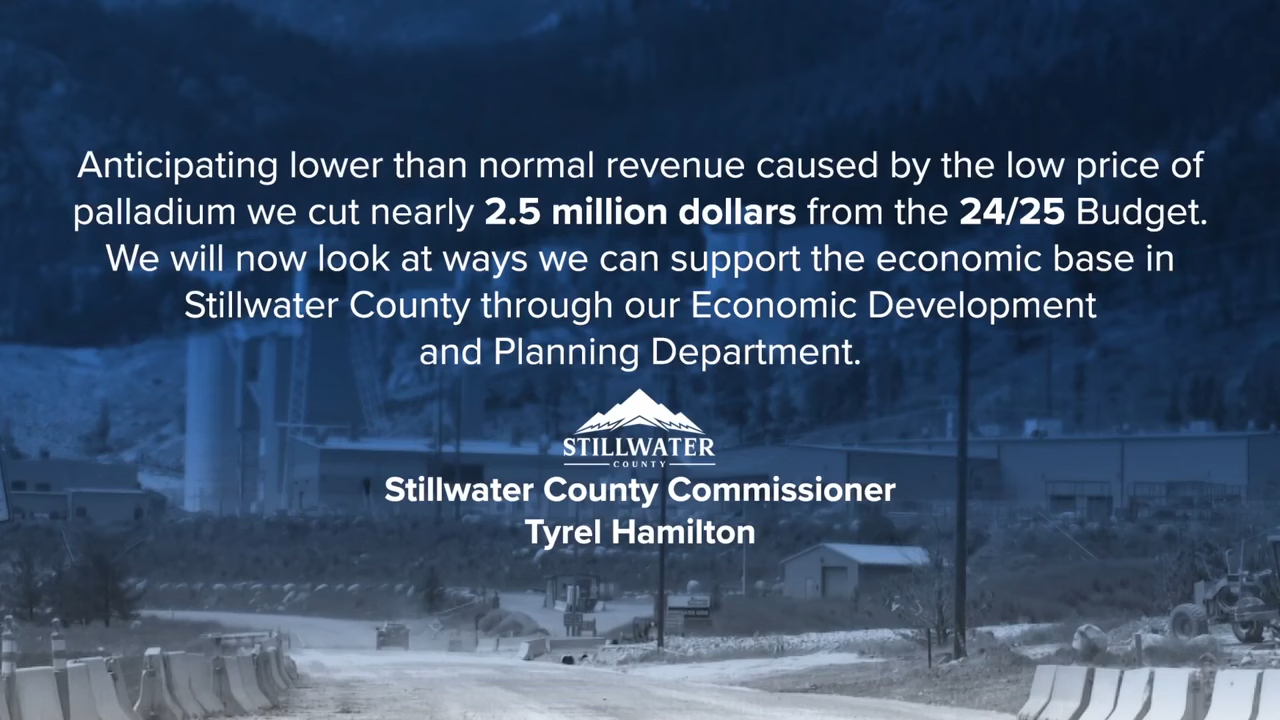 Anticipating lower than normal revenue caused by the low price of
palladium we cut nearly 2.5 million dollars from the 24/25 Budget.
We will now look at ways we can support the economic base in
Stillwater County through our Economic Development
and Planning Department.
STILLWATER
COUNTY
Stillwater County Commissioner
Tyrel Hamilton